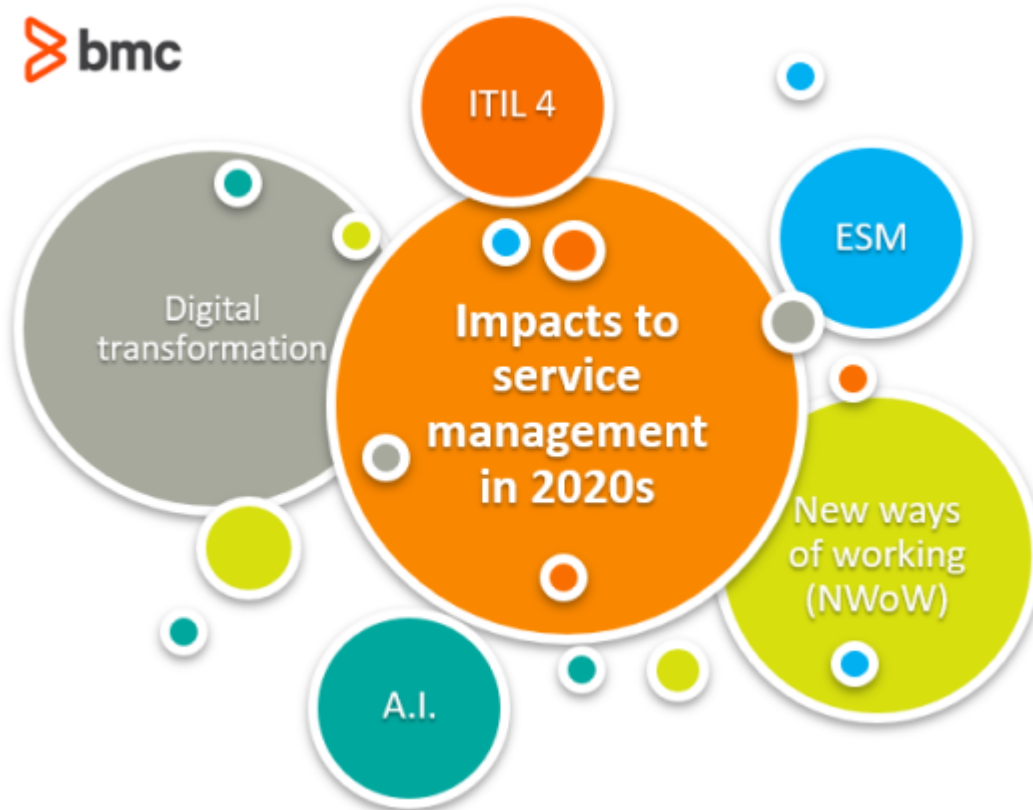 bmc
ITIL 4
ESM
Digital
transformation
Impacts to
service
management
in 2020s
New ways
of working
(NWoW)
A.I.